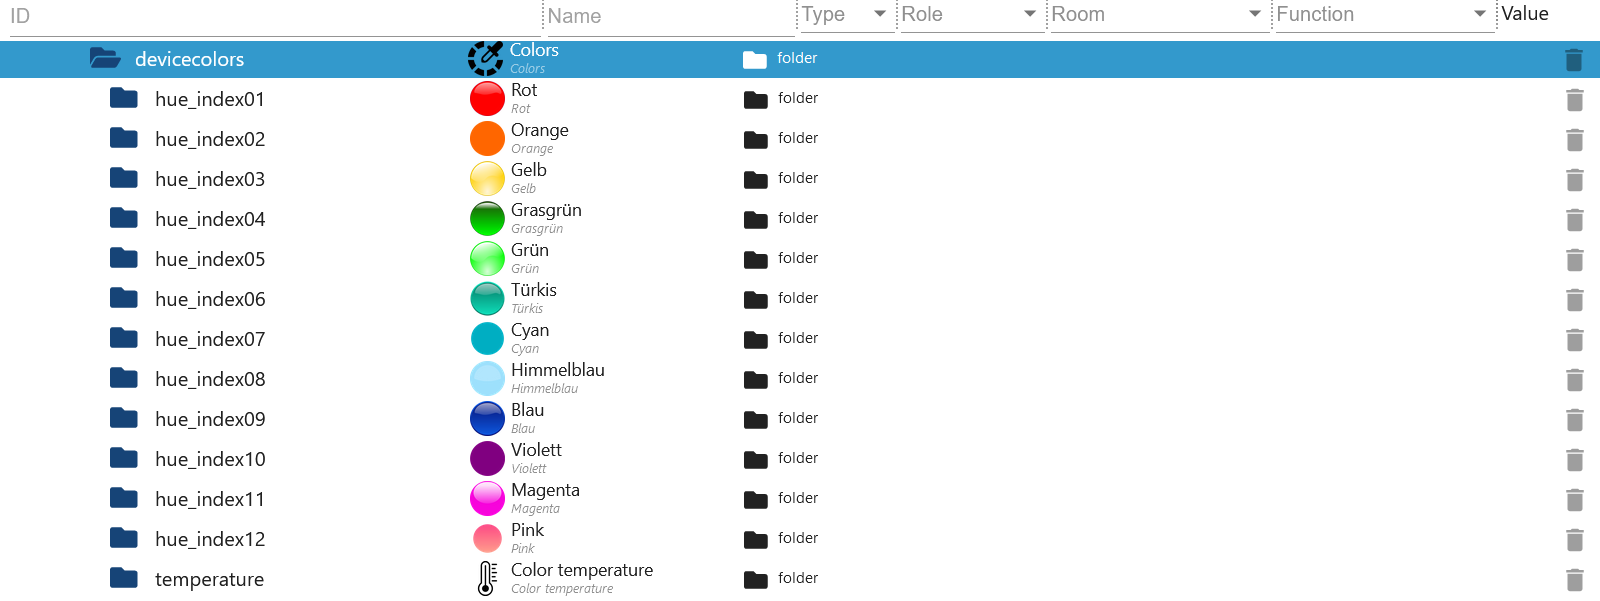 ID Name Type Role Room Function Value
devicecolors Colors folder
Colors
hue_index01 Rot folder
Rot
hue_index02 Orange folder
Orange
hue_index03 Gelb folder
Gelb
hue_index04 Grasgrün folder
Grasgrün
hue_index05 Grün folder
Grün
hue_index06 Türkis folder
Türkis
hue_index07 Cyan folder
Cyan
hue_index08 Himmelblau folder
Himmelblau
hue_index09 Blau folder
Blau
hue_index10 Violett folder
Violett
hue_index11 Magenta folder
Magenta
hue_index12 Pink folder
Pink
temperature Color temperature folder
Color temperature